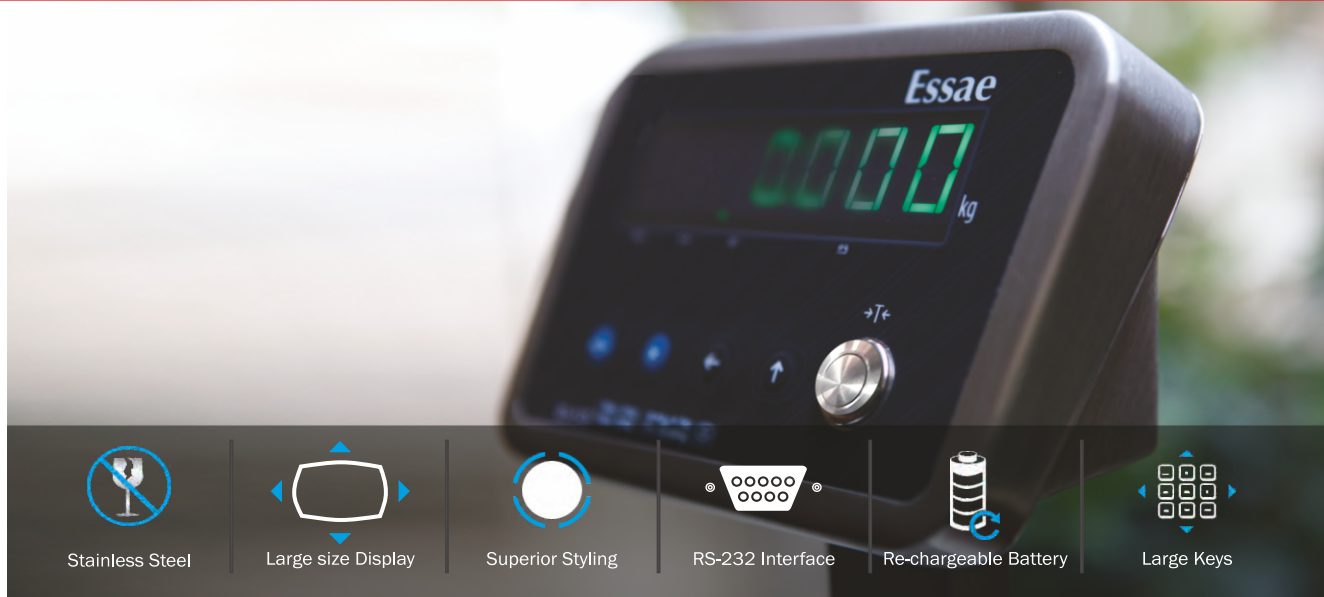 Essae
0.000
kg
→T←
Stainless Steel
Large size Display
Superior Styling
RS-232 Interface
Re-chargeable Battery
Large Keys